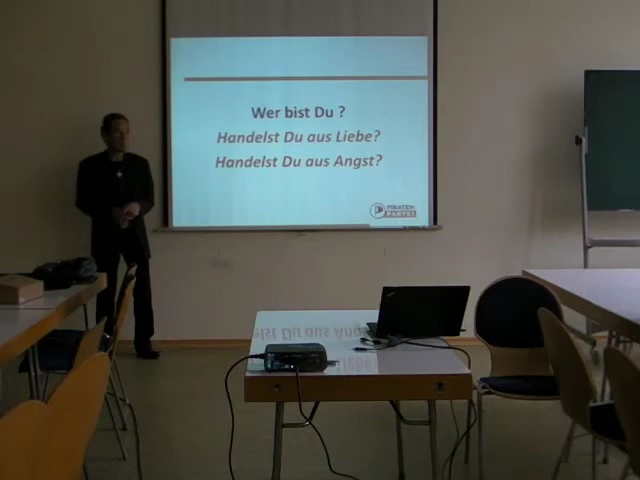 Wer bist Du ?
Handelst Du aus Liebe?
Handelst Du aus Angst?
PIRATEN
PARTEI